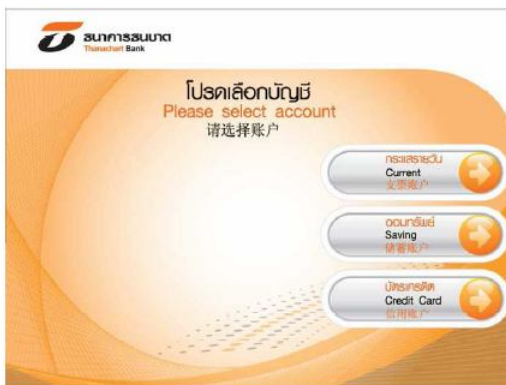 ธนาคารธนชาต
Thanachart Bank
โปรดเลือกบัญชี
Please select account
请选择账户
กระแสรายวัน
Current
支票账户
ออมทรัพย์
Saving
储蓄账户
บัตรเครดิต
Credit Card
信用账户